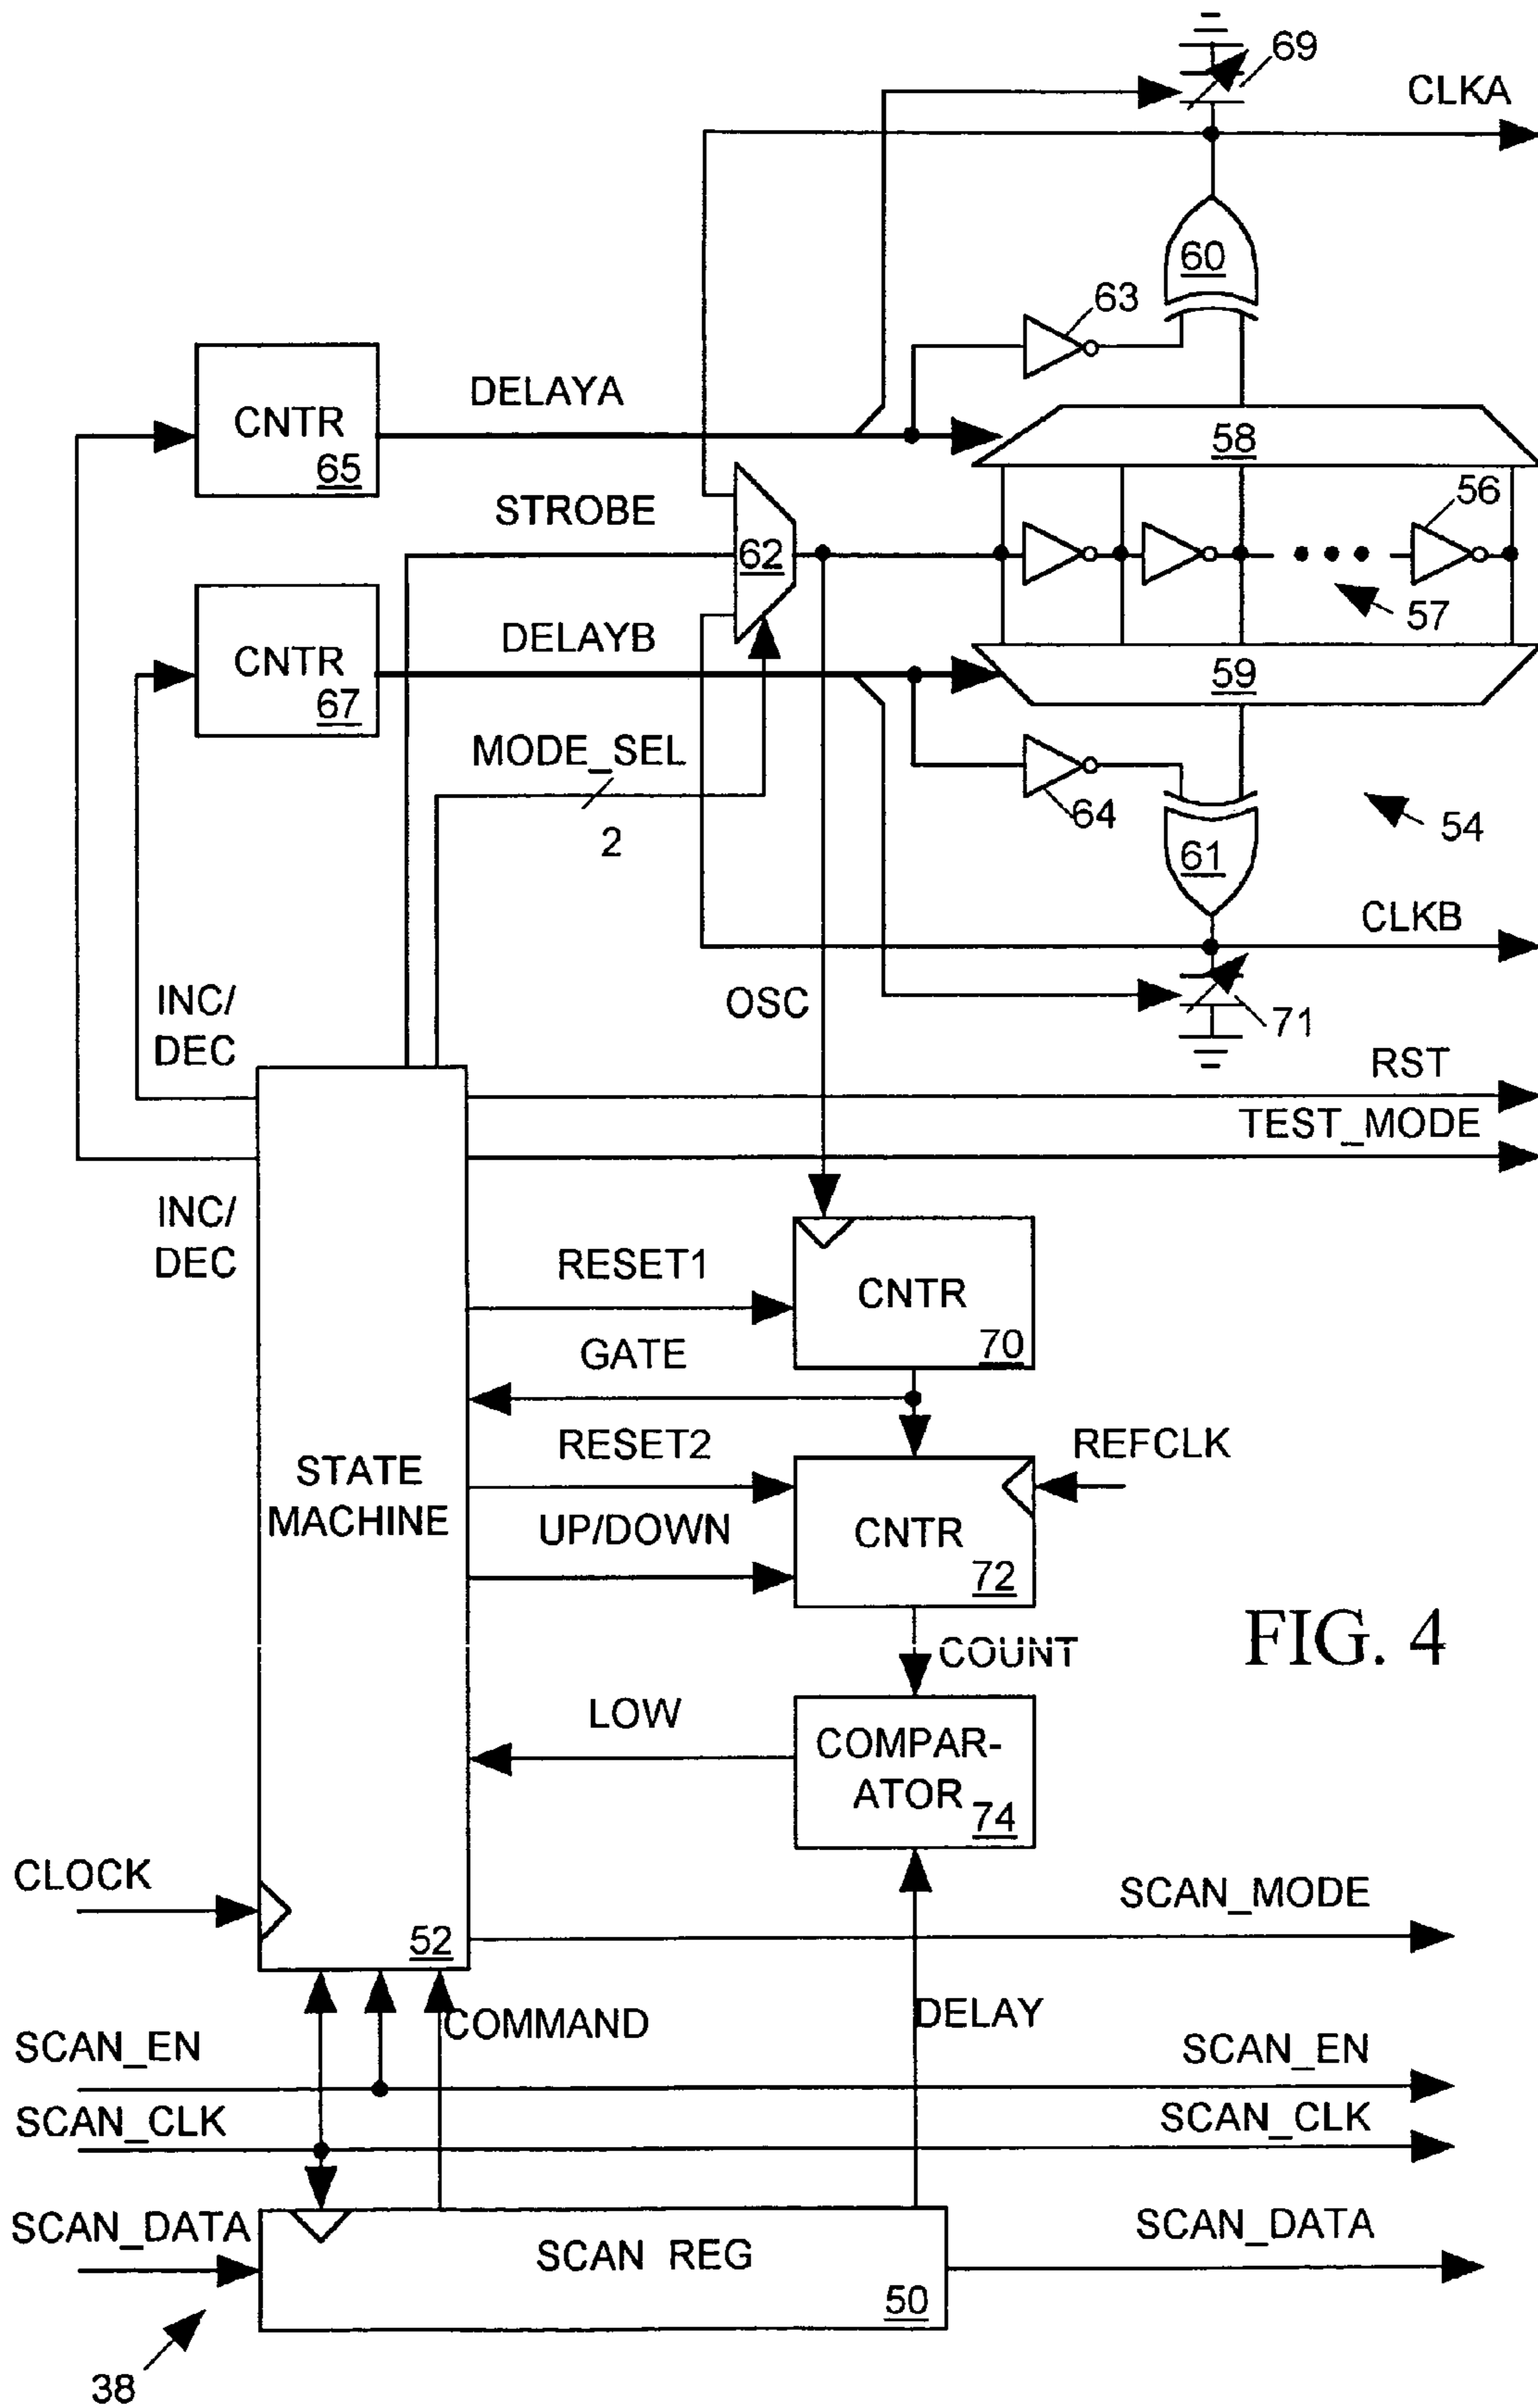 69
CLKA
60
63
DELAYA
CNTR
65
58
STROBE
56
62
57
DELAYB
CNTR
67
59
MODE_SEL
2
64
54
61
CLKB
OSC
71
INC/
DEC
RST
TEST_MODE
INC/
DEC
RESET1
CNTR
70
GATE
RESET2
REFCLK
STATE
MACHINE
UP/DOWN
CNTR
72
COUNT
FIG. 4
LOW
COMPAR-
ATOR
74
CLOCK
SCAN_MODE
52
COMMAND
DELAY
SCAN_EN
SCAN_EN
SCAN_CLK
SCAN_CLK
SCAN_DATA
SCAN REG
SCAN_DATA
50
38